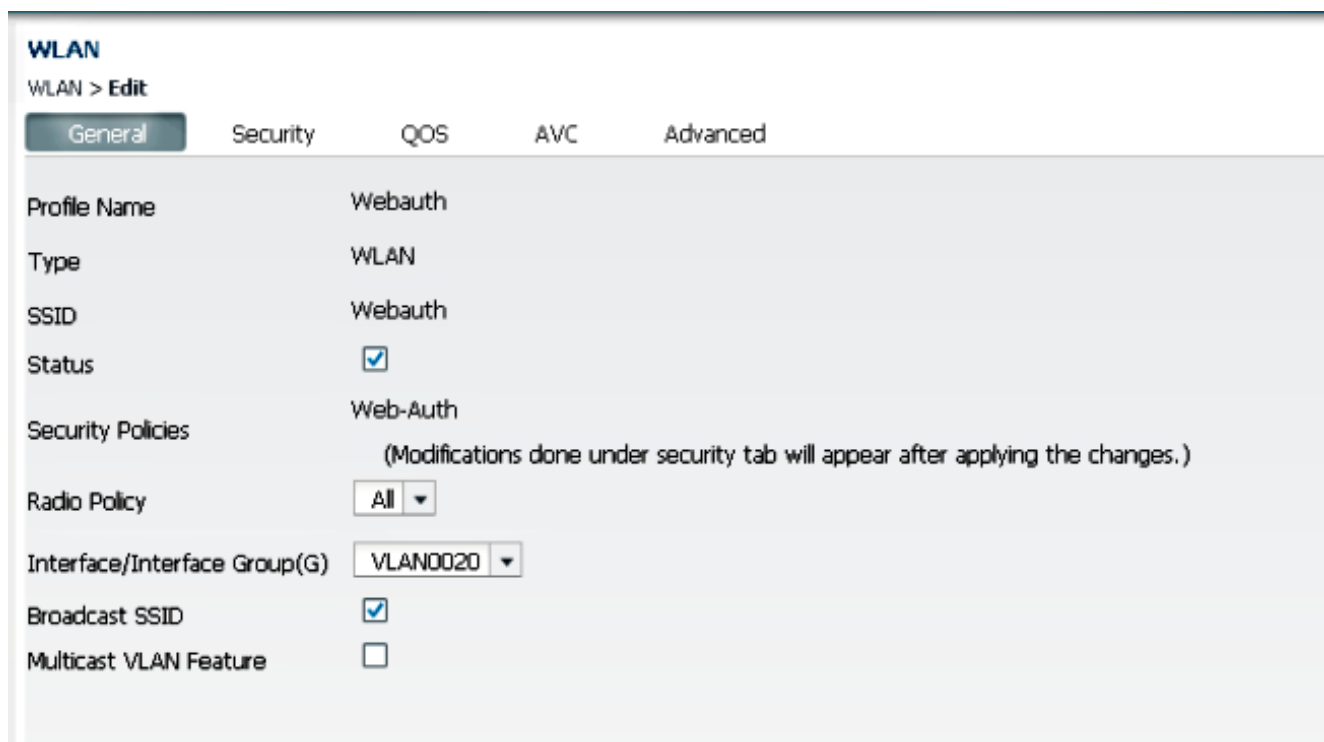 WLAN
WLAN > Edit
General Security QOS AVC Advanced
Profile Name Webauth
Type WLAN
SSID Webauth
Status
Security Policies Web-Auth
(Modifications done under security tab will appear after applying the changes.)
Radio Policy All
Interface/Interface Group(G) VLAN0020
Broadcast SSID
Multicast VLAN Feature